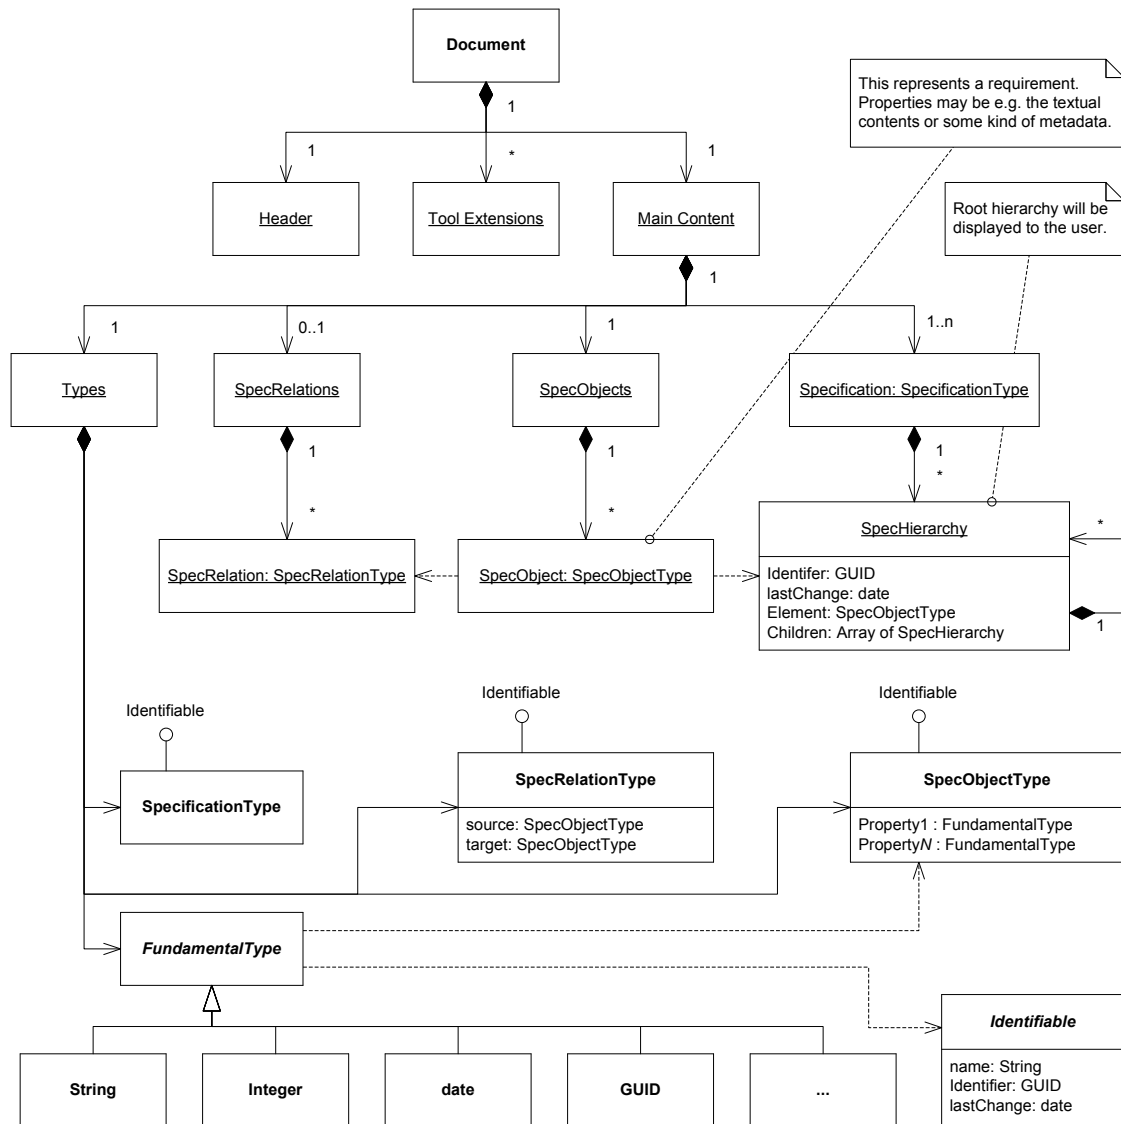 Document
This represents a requirement.
Properties may be e.g. the textual
contents or some kind of metadata.
1
1
*
1
Header
Tool Extensions
Main Content
Root hierarchy will be
displayed to the user.
1
1
0..1
1
1..n
Types
SpecRelations
SpecObjects
Specification: SpecificationType
1
1
1
*
*
*
SpecHierarchy
*
SpecRelation: SpecRelationType
SpecObject: SpecObjectType
Identifer: GUID
lastChange: date
Element: SpecObjectType
Children: Array of SpecHierarchy
1
Identifiable
Identifiable
Identifiable
SpecificationType
SpecRelationType
source: SpecObjectType
target: SpecObjectType
SpecObjectType
Property1 : FundamentalType
PropertyN : FundamentalType
FundamentalType
Identifiable
name: String
Identifier: GUID
lastChange: date
String
Integer
date
GUID
...